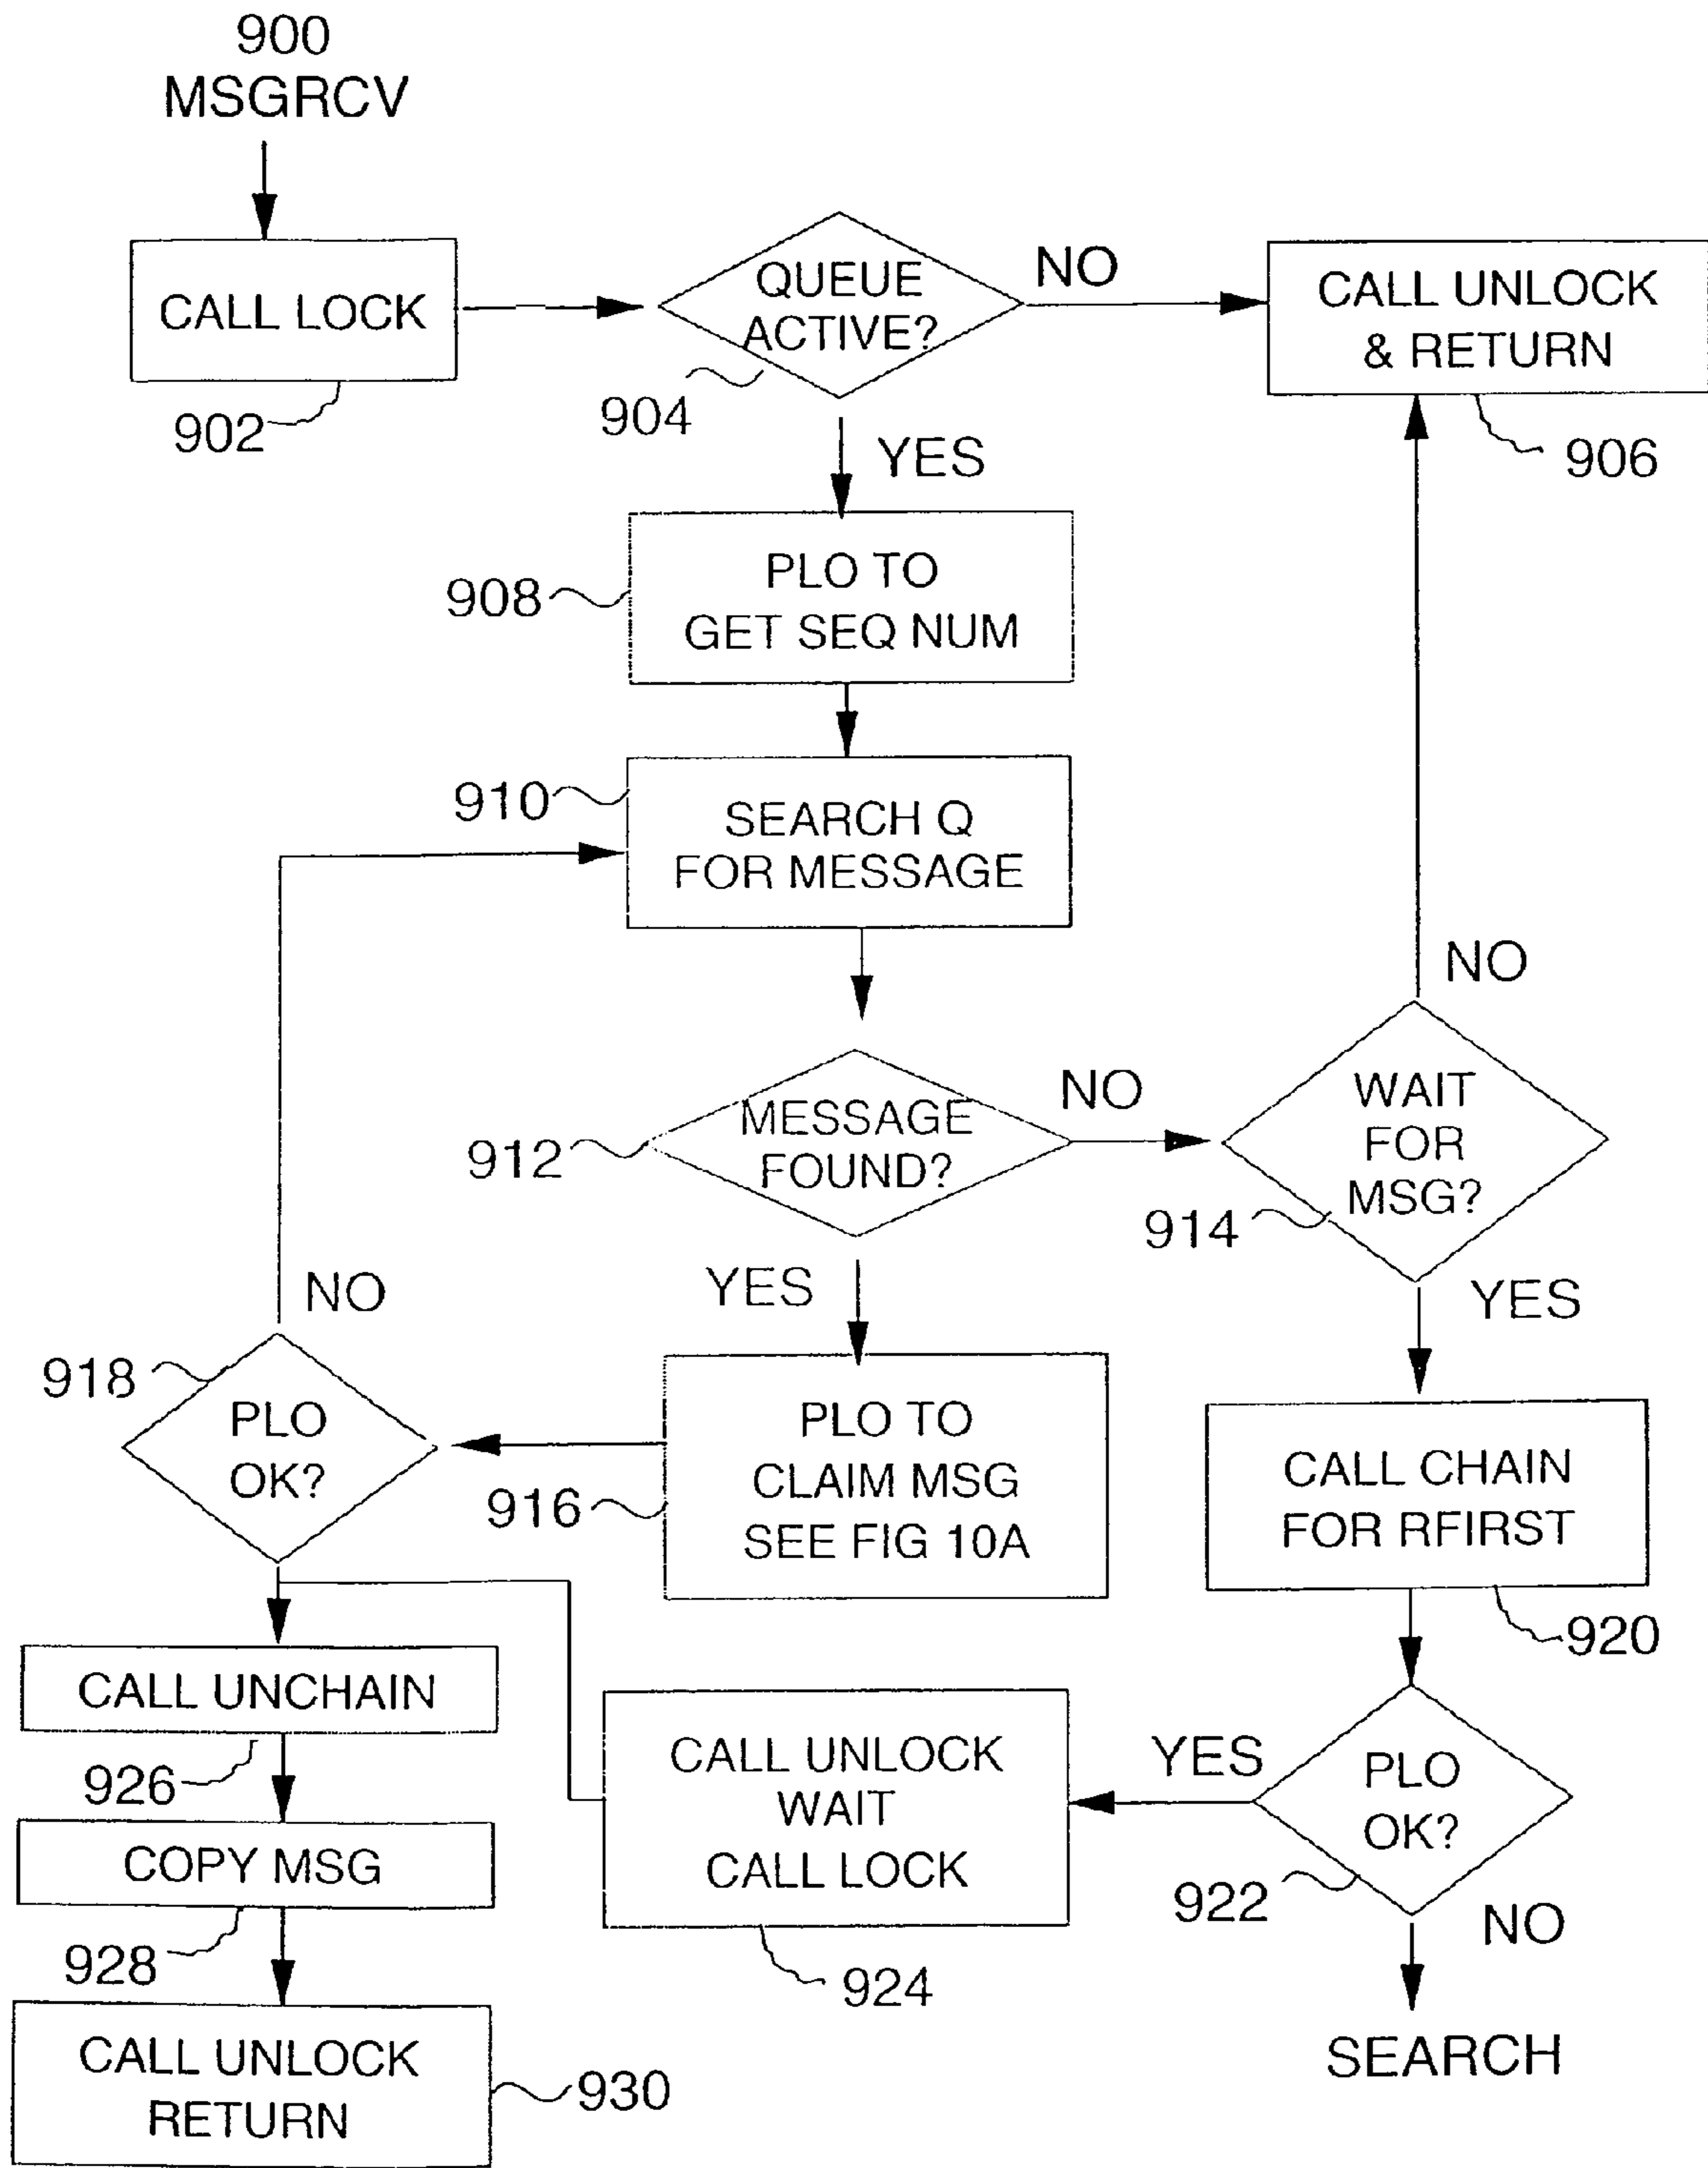 900
MSGRCV
CALL LOCK
902
QUEUE
ACTIVE?
904
NO
CALL UNLOCK
& RETURN
906
YES
PLO TO
GET SEQ NUM
908
910
SEARCH Q
FOR MESSAGE
MESSAGE
FOUND?
912
NO
WAIT
FOR
MSG?
914
NO
YES
YES
NO
918
PLO
OK?
PLO TO
CLAIM MSG
SEE FIG 10A
916
CALL CHAIN
FOR RFIRST
920
CALL UNCHAIN
926
CALL UNLOCK
WAIT
CALL LOCK
924
YES
PLO
OK?
922
NO
SEARCH
COPY MSG
928
CALL UNLOCK
RETURN
930